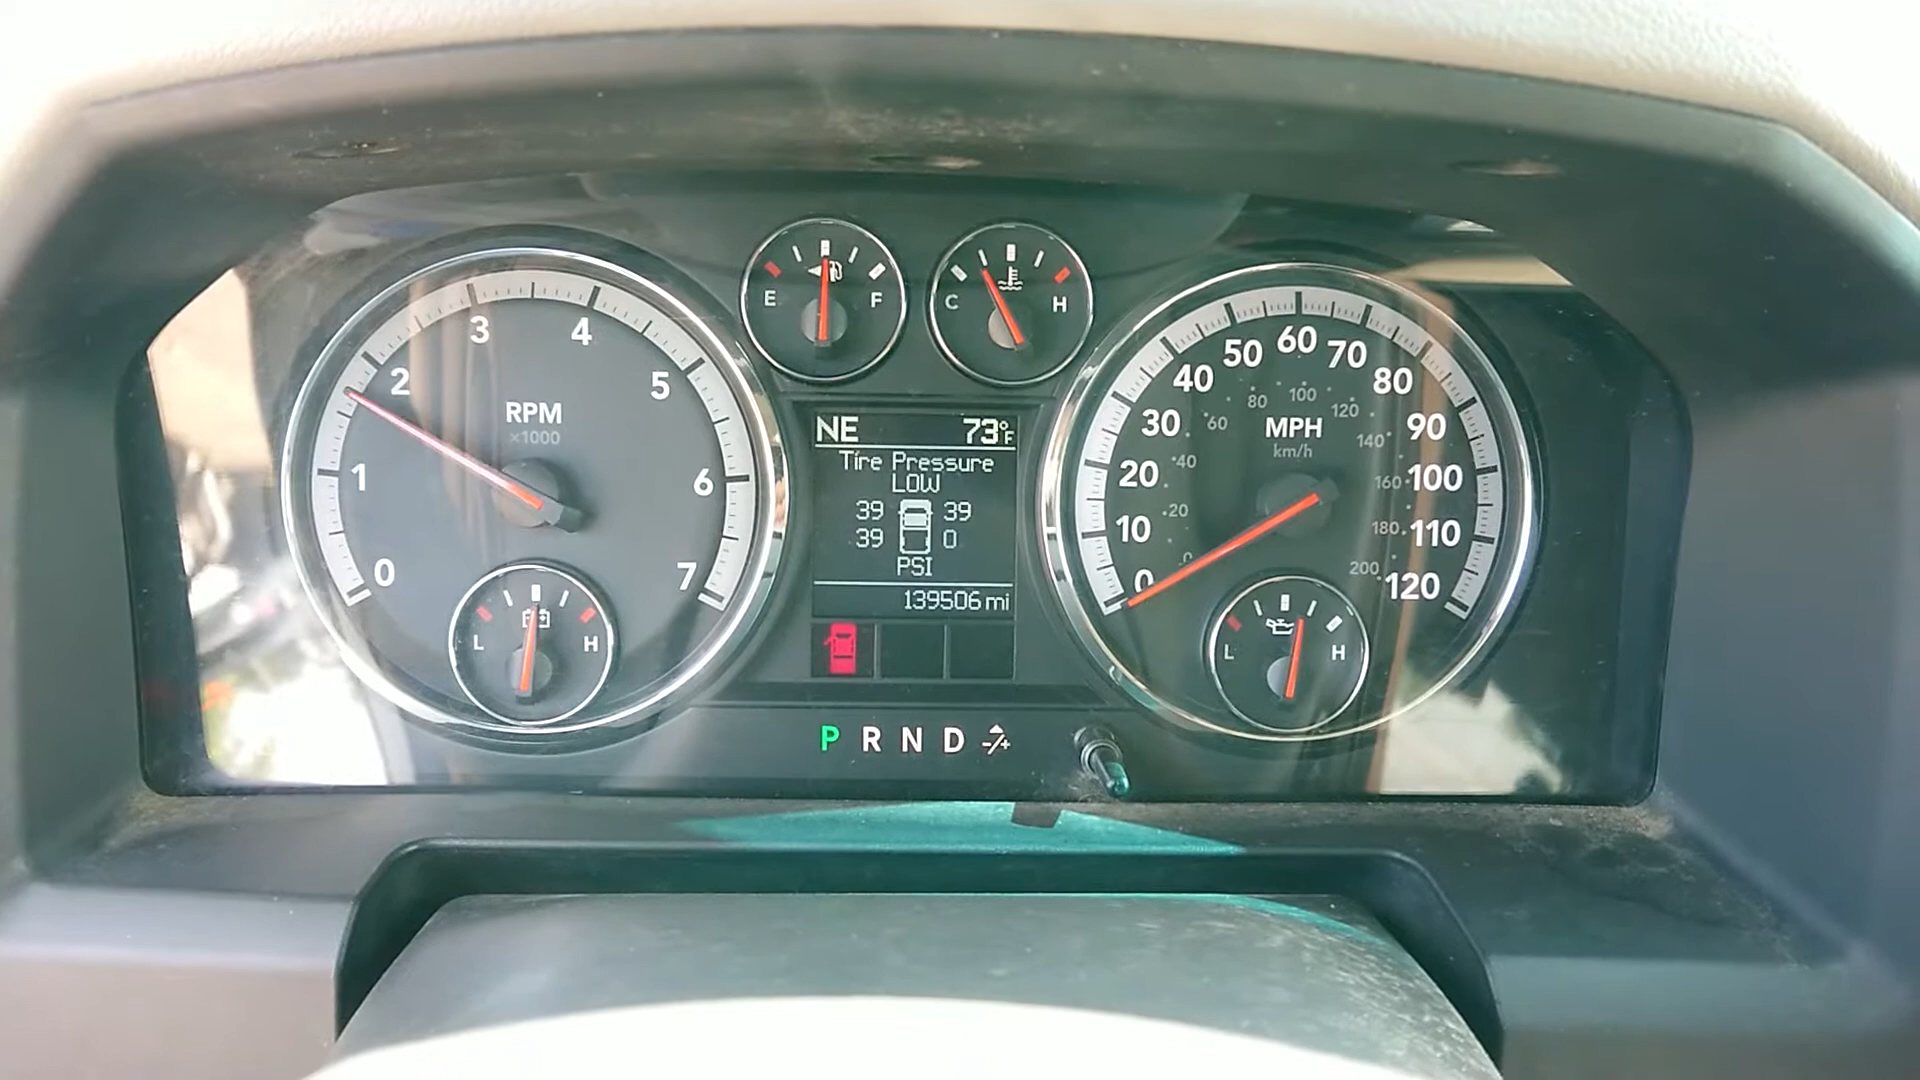 E F
C H
0 1 2 3 4 5 6 7
RPM
×1000
L H
NE 73°F
Tire Pressure
LOW
39 39
39 0
PSI
139506 mi
0 10 20 30 40 50 60 70 80 90 100 110 120
MPH
km/h
0 20 40 60 80 100 120 140 160 180 200
L H
P R N D -/+